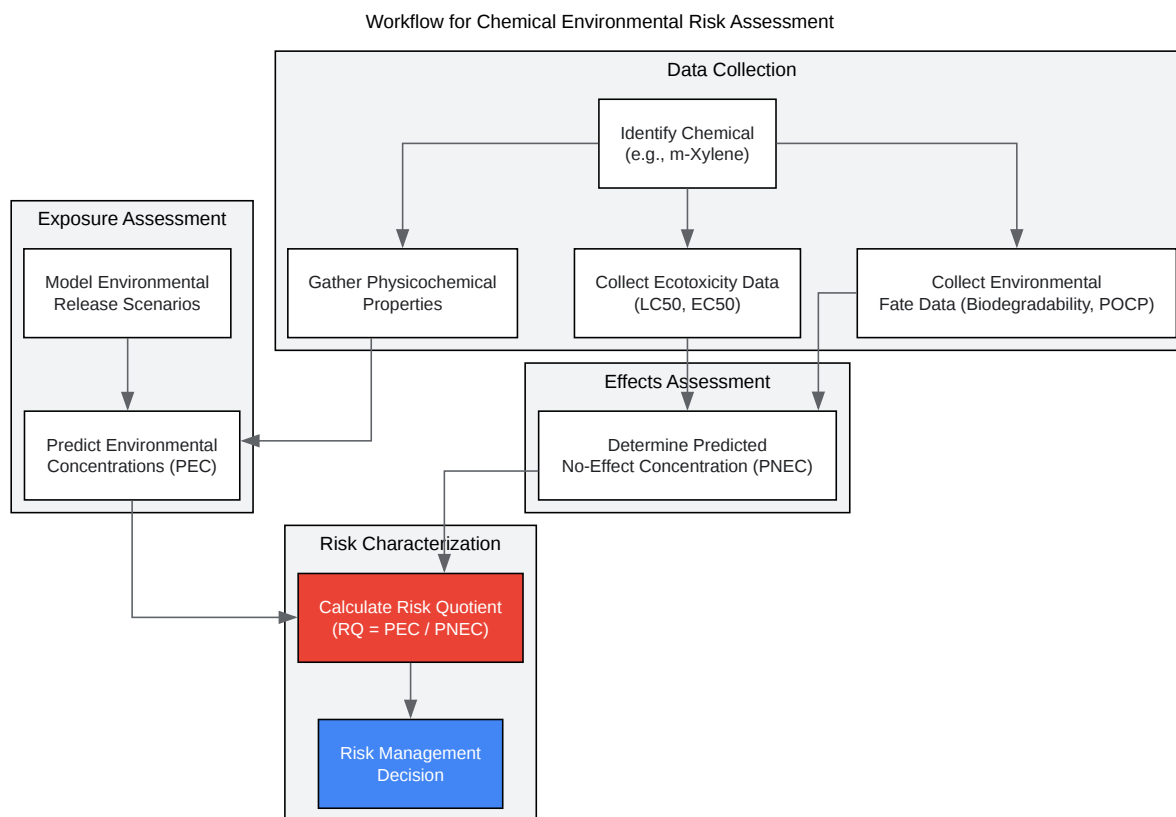 Workflow for Chemical Environmental Risk Assessment
Data Collection
Identify Chemical
(e.g., m-Xylene)
Exposure Assessment
Model Environmental
Release Scenarios
Gather Physicochemical
Properties
Collect Ecotoxicity Data
(LC50, EC50)
Collect Environmental
Fate Data (Biodegradability, POCP)
Effects Assessment
Predict Environmental
Concentrations (PEC)
Determine Predicted
No-Effect Concentration (PNEC)
Risk Characterization
Calculate Risk Quotient
(RQ = PEC / PNEC)
Risk Management
Decision